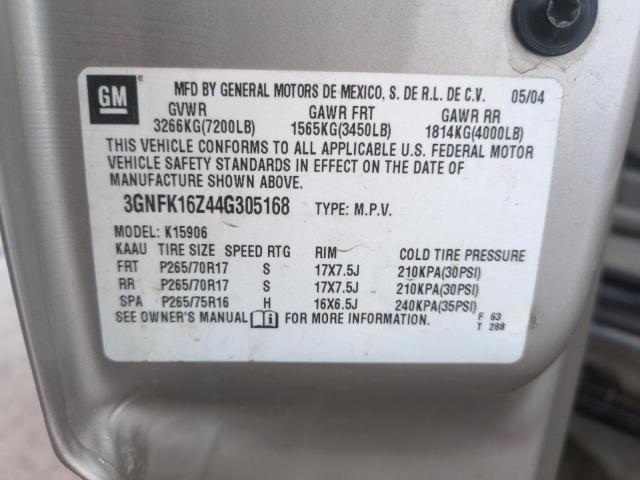 GM ® MFD BY GENERAL MOTORS DE MEXICO, S. DE R.L. DE C.V. 05/04
GVWR GAWR FRT GAWR RR
3266KG(7200LB) 1565KG(3450LB) 1814KG(4000LB)
THIS VEHICLE CONFORMS TO ALL APPLICABLE U.S. FEDERAL MOTOR
VEHICLE SAFETY STANDARDS IN EFFECT ON THE DATE OF
MANUFACTURE SHOWN ABOVE.
3GNFK16Z44G305168 TYPE: M.P.V.
MODEL: K15906
KAAU TIRE SIZE SPEED RTG RIM COLD TIRE PRESSURE
FRT P265/70R17 S 17X7.5J 210KPA(30PSI)
RR P265/70R17 S 17X7.5J 210KPA(30PSI)
SPA P265/75R16 H 16X6.5J 240KPA(35PSI)
SEE OWNER'S MANUAL FOR MORE INFORMATION. F 63
T 288